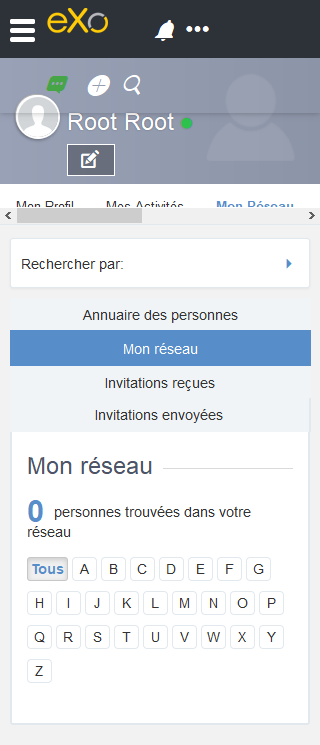 eXo
Root Root
Mon Profil Mes Activités Mon Réseau
Rechercher par:
Annuaire des personnes
Mon réseau
Invitations reçues
Invitations envoyées
Mon réseau
0 personnes trouvées dans votre
réseau
Tous A B C D E F G
H I J K L M N O P
Q R S T U V W X Y
Z